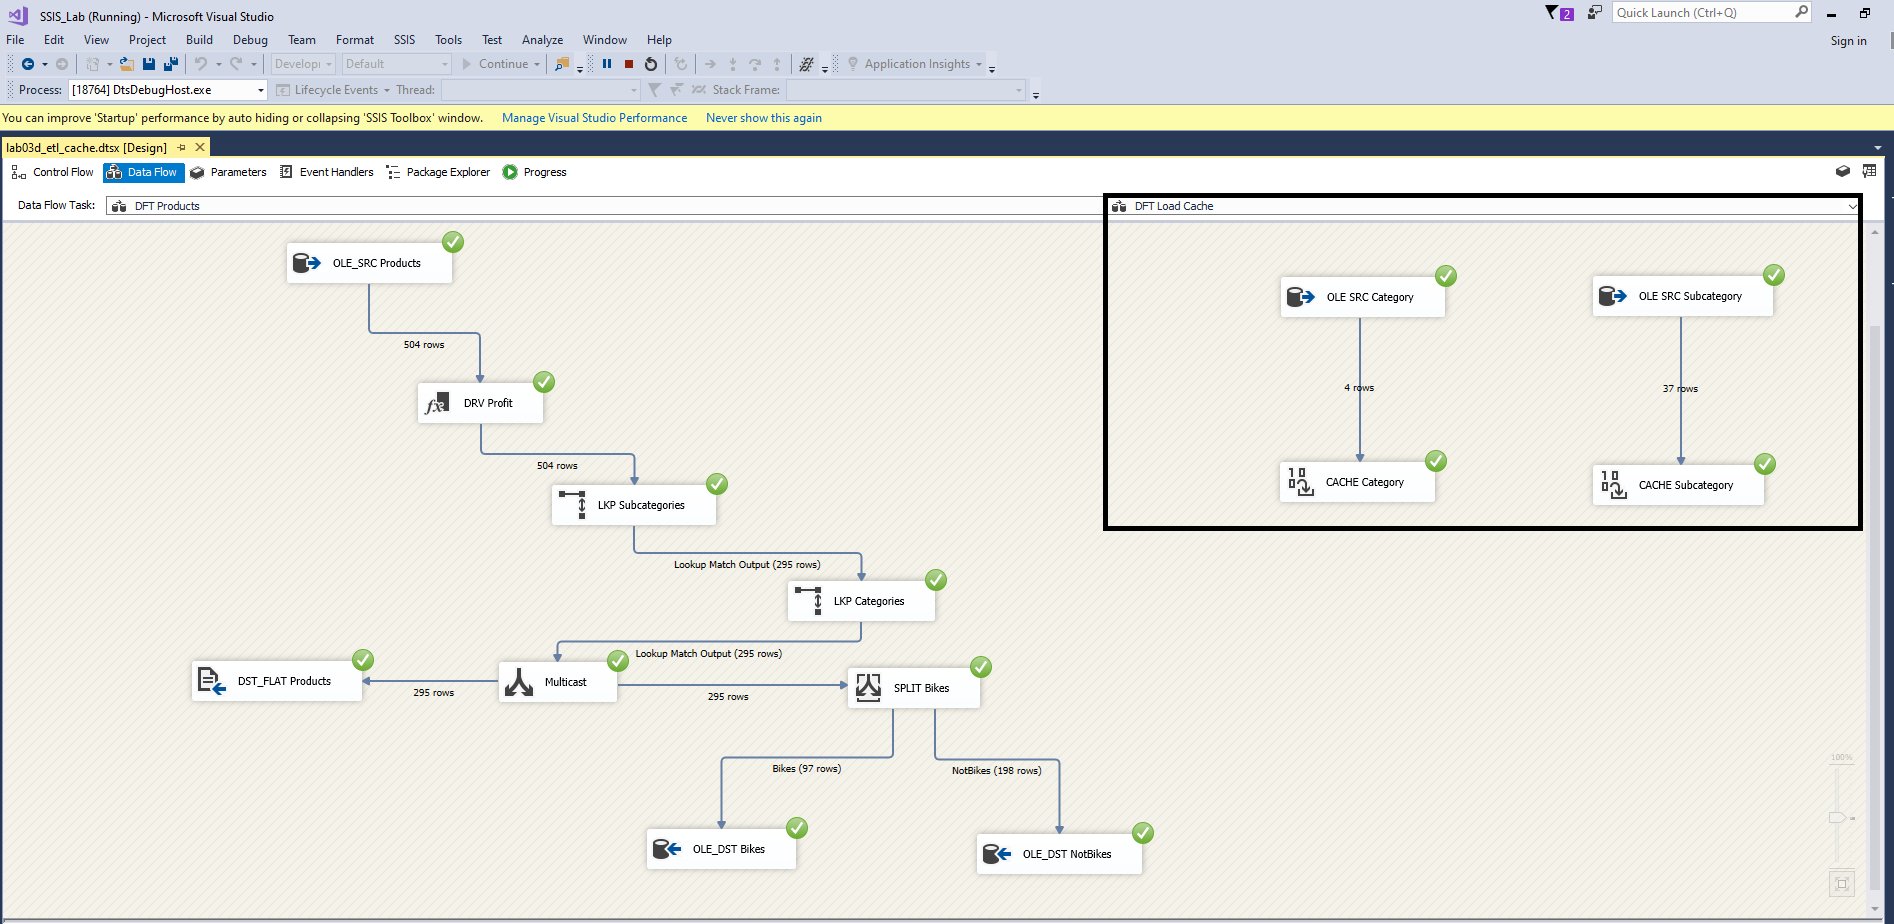 SSIS_Lab (Running) - Microsoft Visual Studio
2
Quick Launch (Ctrl+Q)
File Edit View Project Build Debug Team Format SSIS Tools Test Analyze Window Help
Sign in
Default
Continue
Application Insights
Process: [18764] DtsDebugHost.exe Lifecycle Events Thread: Stack Frame:
You can improve 'Startup' performance by auto hiding or collapsing 'SSIS Toolbox' window. Manage Visual Studio Performance Never show this again
lab03d_etl_cache.dtsx [Design]
Control Flow Data Flow Parameters Event Handlers Package Explorer Progress
Data Flow Task: DFT Products
DFT Load Cache
OLE_SRC Products
504 rows
DRV Profit
504 rows
LKP Subcategories
Lookup Match Output (295 rows)
LKP Categories
Lookup Match Output (295 rows)
DST_FLAT Products
295 rows
Multicast
295 rows
SPLIT Bikes
Bikes (97 rows)
NotBikes (198 rows)
OLE_DST Bikes
OLE_DST NotBikes
OLE SRC Category
OLE SRC Subcategory
4 rows
37 rows
CACHE Category
CACHE Subcategory
100%